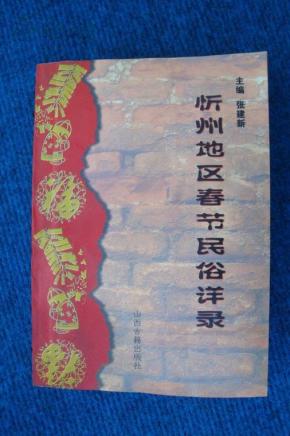 主编 张建新
忻州地区春节民俗详录
山西古籍出版社